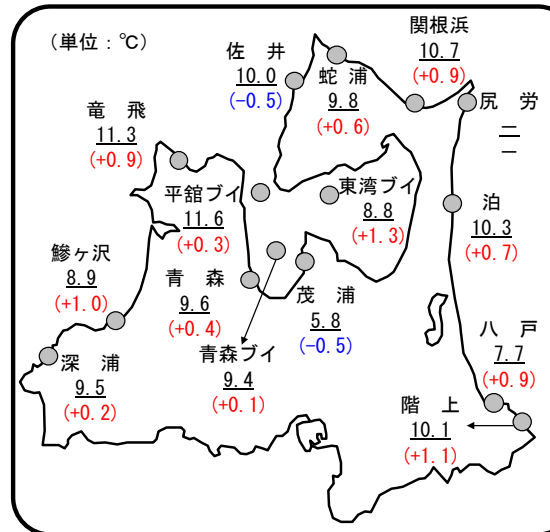 (単位：℃)
関根浜
10.7
(+0.9)
佐　井
10.0
(−0.5)
蛇 浦
9.8
(+0.6)
尻 労
―
―
竜　飛
11.3
(+0.9)
平舘ブイ
11.6
(+0.3)
東湾ブイ
8.8
(+1.3)
泊
10.3
(+0.7)
鰺ヶ沢
8.9
(+1.0)
青　森
9.6
(+0.4)
茂　浦
5.8
(−0.5)
青森ブイ
9.4
(+0.1)
八　戸
7.7
(+0.9)
深　浦
9.5
(+0.2)
階　上
10.1
(+1.1)